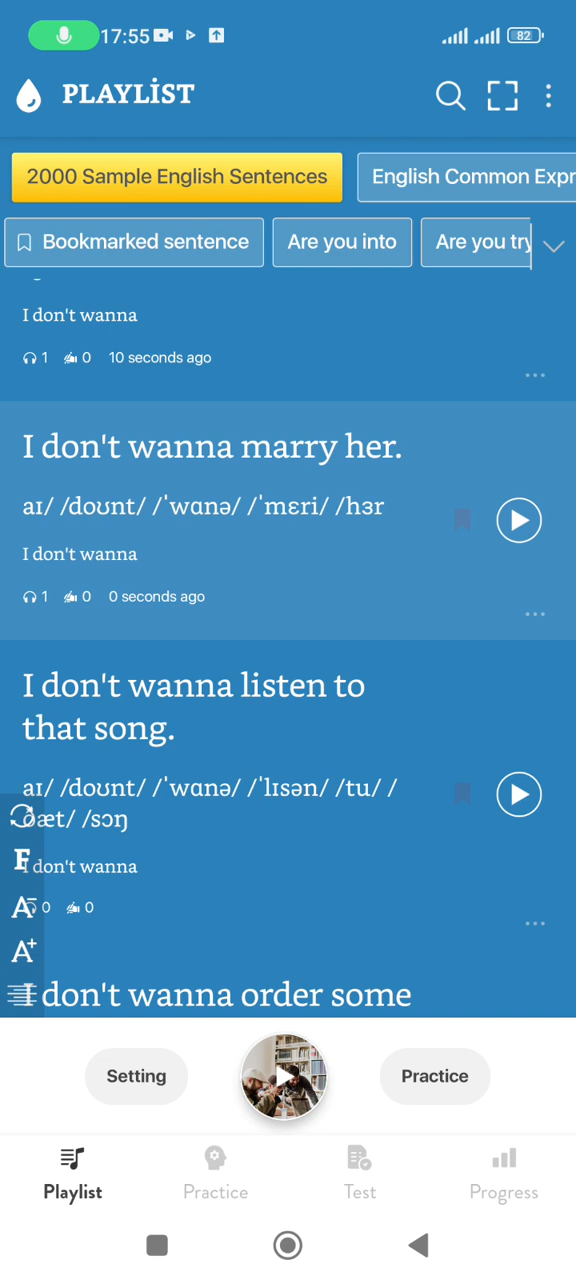 17:55
82
PLAYLİST
2000 Sample English Sentences
English Common Expr
Bookmarked sentence
Are you into
Are you try
I don't wanna
1 0 10 seconds ago
I don't wanna marry her.
aɪ/ /doʊnt/ /ˈwɑnə/ /ˈmɛri/ /hɜr
I don't wanna
1 0 0 seconds ago
I don't wanna listen to
that song.
aɪ/ /doʊnt/ /ˈwɑnə/ /ˈlɪsən/ /tu/ /
ðæt/ /sɔŋ
F
I don't wanna
A-
0 0
A+
I don't wanna order some
Setting
Practice
Playlist
Practice
Test
Progress